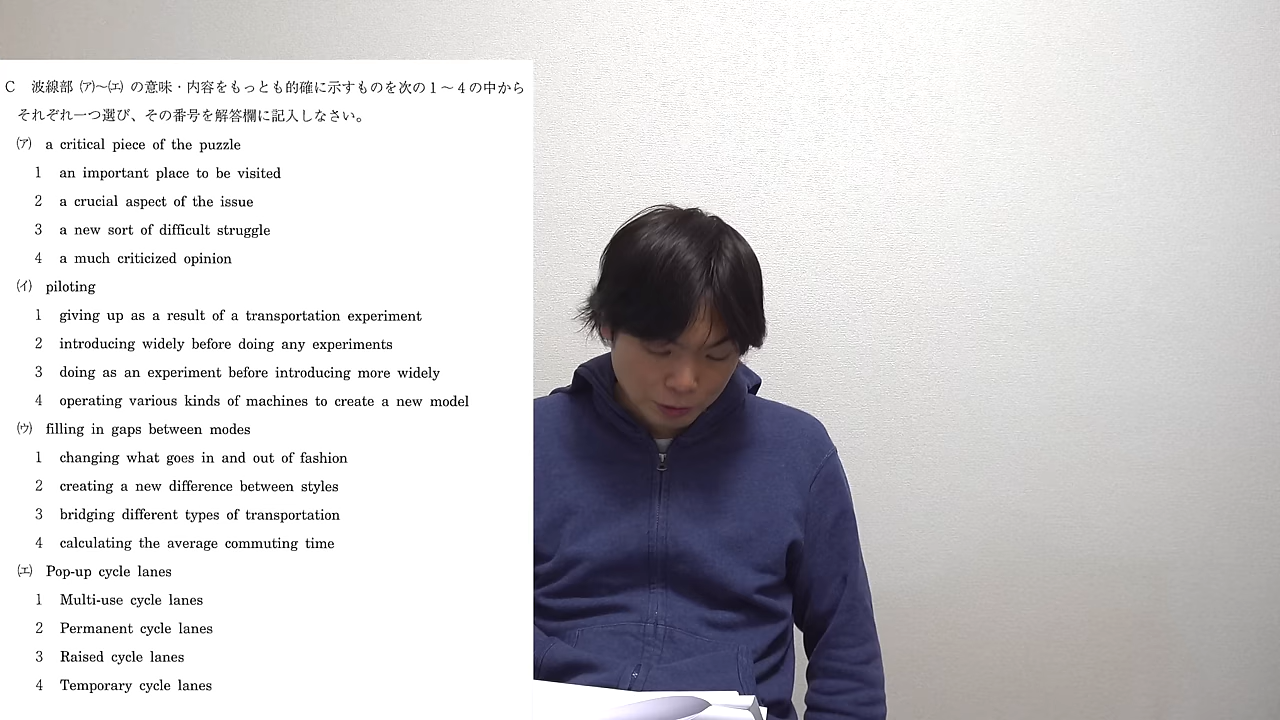 C 波線部 ㋐～㋓ の意味・内容をもっとも的確に示すものを次の1～4の中から
それぞれ一つ選び、その番号を解答欄に記入しなさい。
㋐ a critical piece of the puzzle
1 an important place to be visited
2 a crucial aspect of the issue
3 a new sort of difficult struggle
4 a much criticized opinion
㋑ piloting
1 giving up as a result of a transportation experiment
2 introducing widely before doing any experiments
3 doing as an experiment before introducing more widely
4 operating various kinds of machines to create a new model
㋒ filling in gaps between modes
1 changing what goes in and out of fashion
2 creating a new difference between styles
3 bridging different types of transportation
4 calculating the average commuting time
㋓ Pop-up cycle lanes
1 Multi-use cycle lanes
2 Permanent cycle lanes
3 Raised cycle lanes
4 Temporary cycle lanes